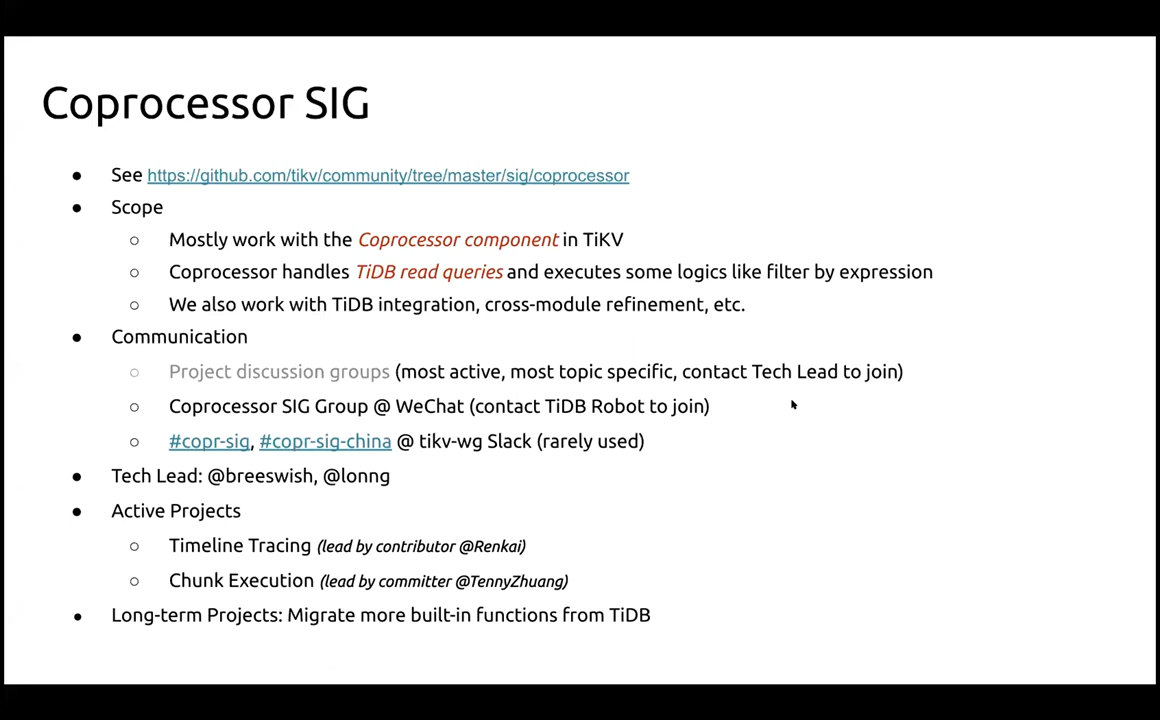 Coprocessor SIG
● See https://github.com/tikv/community/tree/master/sig/coprocessor
● Scope
○ Mostly work with the Coprocessor component in TiKV
○ Coprocessor handles TiDB read queries and executes some logics like filter by expression
○ We also work with TiDB integration, cross-module refinement, etc.
● Communication
○ Project discussion groups (most active, most topic specific, contact Tech Lead to join)
○ Coprocessor SIG Group @ WeChat (contact TiDB Robot to join)
○ #copr-sig, #copr-sig-china @ tikv-wg Slack (rarely used)
● Tech Lead: @breeswish, @lonng
● Active Projects
○ Timeline Tracing (lead by contributor @Renkai)
○ Chunk Execution (lead by committer @TennyZhuang)
● Long-term Projects: Migrate more built-in functions from TiDB